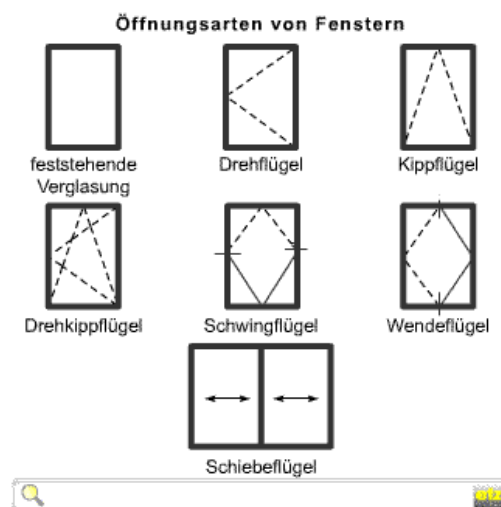 Öffnungsarten von Fenstern
feststehende
Verglasung
Drehflügel
Kippflügel
Drehkippflügel
Schwingflügel
Wendeflügel
Schiebeflügel